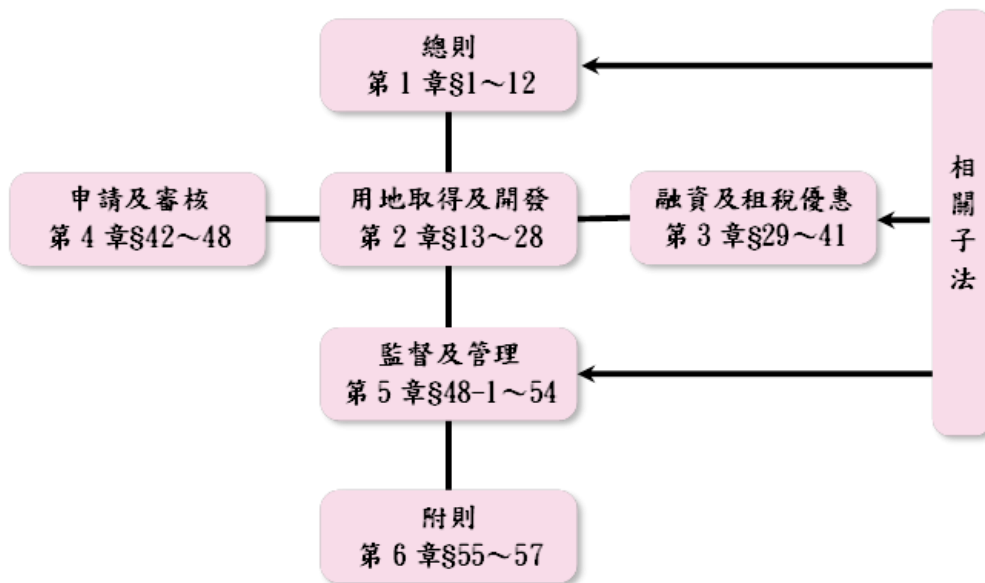 總則
第 1 章§1～12
申請及審核
第 4 章§42～48
用地取得及開發
第 2 章§13～28
融資及租稅優惠
第 3 章§29～41
相關子法
監督及管理
第 5 章§48-1～54
附則
第 6 章§55～57